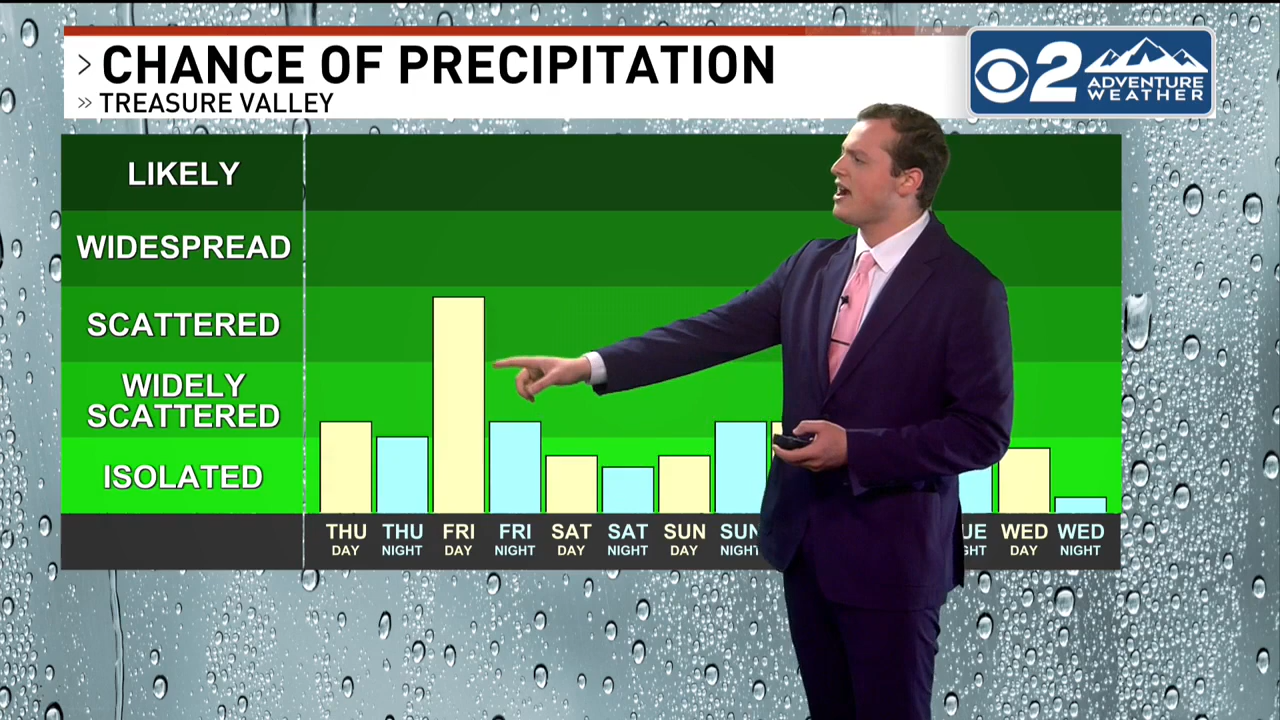 > CHANCE OF PRECIPITATION
» TREASURE VALLEY
2 ADVENTURE
WEATHER
LIKELY
WIDESPREAD
SCATTERED
WIDELY
SCATTERED
ISOLATED
THU THU FRI FRI SAT SAT SUN SUN WED WED
DAY NIGHT DAY NIGHT DAY NIGHT DAY NIGHT DAY NIGHT